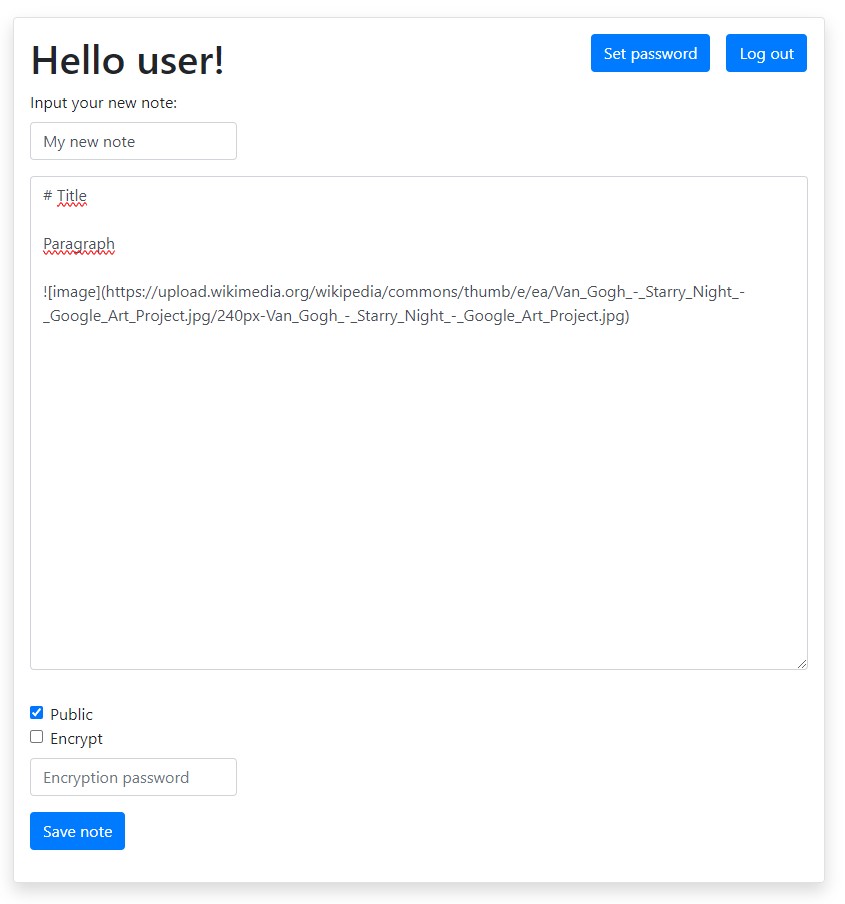 Hello user!
Set password
Log out
Input your new note:
My new note
# Title
Paragraph
![image](https://upload.wikimedia.org/wikipedia/commons/thumb/e/ea/Van_Gogh_-_Starry_Night_-
_Google_Art_Project.jpg/240px-Van_Gogh_-_Starry_Night_-_Google_Art_Project.jpg)
Public
Encrypt
Encryption password
Save note